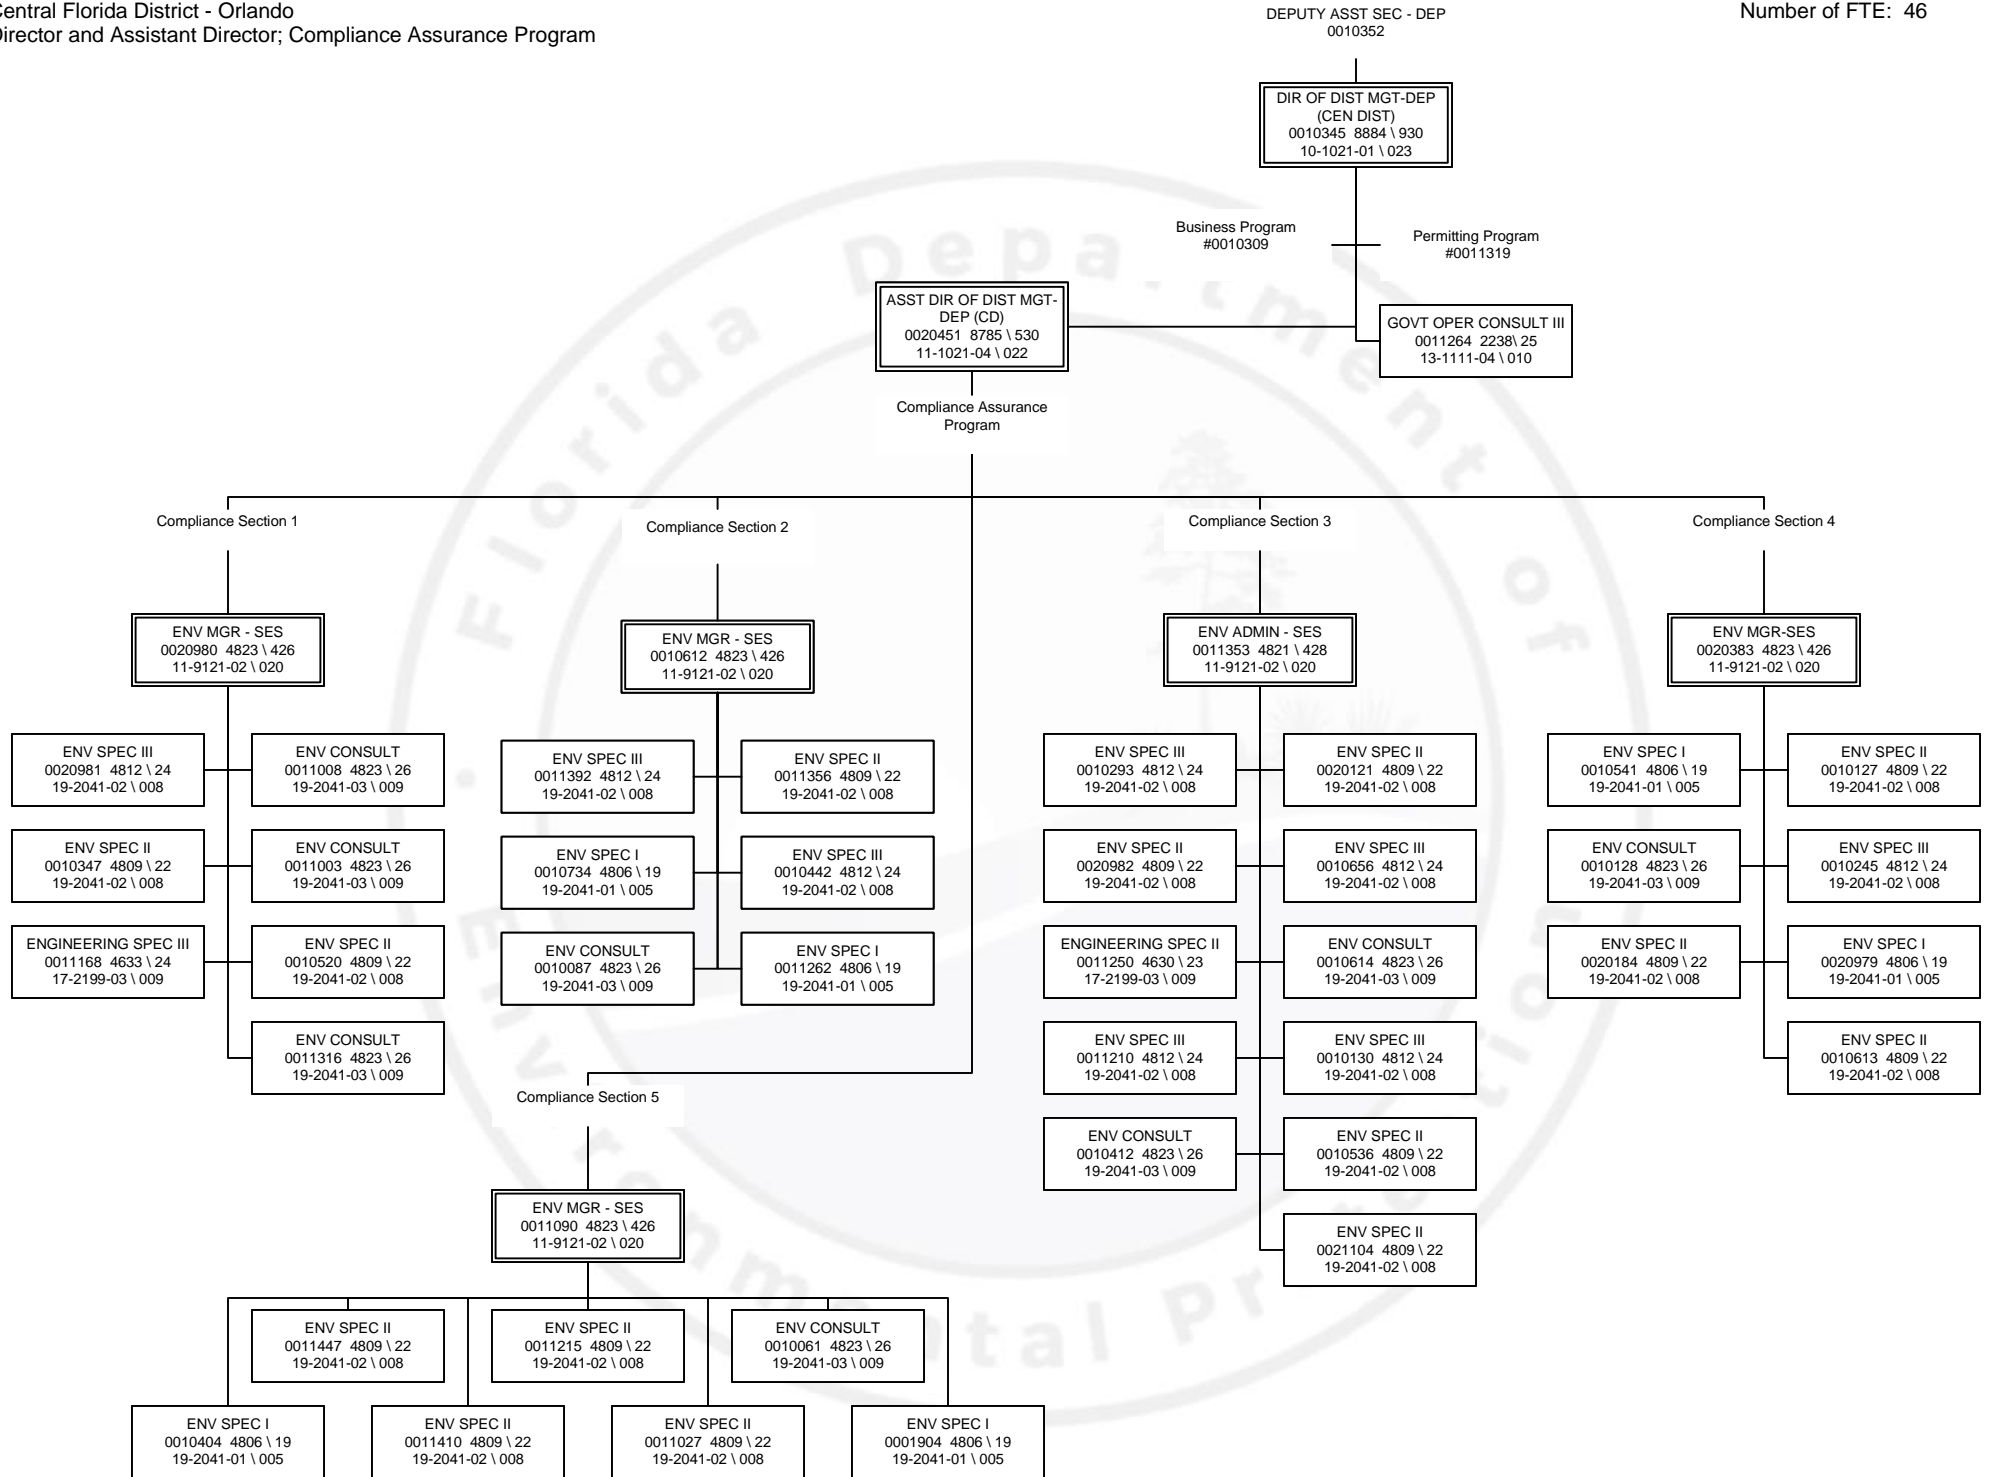 Central Florida District - Orlando
Director and Assistant Director; Compliance Assurance Program
Number of FTE: 46
DEPUTY ASST SEC - DEP
0010352
DIR OF DIST MGT-DEP
(CEN DIST)
0010345 8884 \ 930
10-1021-01 \ 023
Business Program
#0010309
Permitting Program
#0011319
ASST DIR OF DIST MGT-
DEP (CD)
0020451 8785 \ 530
11-1021-04 \ 022
GOVT OPER CONSULT III
0011264 2238\ 25
13-1111-04 \ 010
Compliance Assurance
Program
Compliance Section 1
ENV MGR - SES
0020980 4823 \ 426
11-9121-02 \ 020
ENV SPEC III
0020981 4812 \ 24
19-2041-02 \ 008
ENV CONSULT
0011008 4823 \ 26
19-2041-03 \ 009
ENV SPEC II
0010347 4809 \ 22
19-2041-02 \ 008
ENV CONSULT
0011003 4823 \ 26
19-2041-03 \ 009
ENGINEERING SPEC III
0011168 4633 \ 24
17-2199-03 \ 009
ENV SPEC II
0010520 4809 \ 22
19-2041-02 \ 008
ENV CONSULT
0011316 4823 \ 26
19-2041-03 \ 009
Compliance Section 2
ENV MGR - SES
0010612 4823 \ 426
11-9121-02 \ 020
ENV SPEC III
0011392 4812 \ 24
19-2041-02 \ 008
ENV SPEC II
0011356 4809 \ 22
19-2041-02 \ 008
ENV SPEC I
0010734 4806 \ 19
19-2041-01 \ 005
ENV SPEC III
0010442 4812 \ 24
19-2041-02 \ 008
ENV CONSULT
0010087 4823 \ 26
19-2041-03 \ 009
ENV SPEC I
0011262 4806 \ 19
19-2041-01 \ 005
Compliance Section 3
ENV ADMIN - SES
0011353 4821 \ 428
11-9121-02 \ 020
ENV SPEC III
0010293 4812 \ 24
19-2041-02 \ 008
ENV SPEC II
0020121 4809 \ 22
19-2041-02 \ 008
ENV SPEC II
0020982 4809 \ 22
19-2041-02 \ 008
ENV SPEC III
0010656 4812 \ 24
19-2041-02 \ 008
ENGINEERING SPEC II
0011250 4630 \ 23
17-2199-03 \ 009
ENV CONSULT
0010614 4823 \ 26
19-2041-03 \ 009
ENV SPEC III
0011210 4812 \ 24
19-2041-02 \ 008
ENV SPEC III
0010130 4812 \ 24
19-2041-02 \ 008
ENV CONSULT
0010412 4823 \ 26
19-2041-03 \ 009
ENV SPEC II
0010536 4809 \ 22
19-2041-02 \ 008
ENV SPEC II
0021104 4809 \ 22
19-2041-02 \ 008
Compliance Section 4
ENV MGR-SES
0020383 4823 \ 426
11-9121-02 \ 020
ENV SPEC I
0010541 4806 \ 19
19-2041-01 \ 005
ENV SPEC II
0010127 4809 \ 22
19-2041-02 \ 008
ENV CONSULT
0010128 4823 \ 26
19-2041-03 \ 009
ENV SPEC III
0010245 4812 \ 24
19-2041-02 \ 008
ENV SPEC II
0020184 4809 \ 22
19-2041-02 \ 008
ENV SPEC I
0020979 4806 \ 19
19-2041-01 \ 005
ENV SPEC II
0010613 4809 \ 22
19-2041-02 \ 008
Compliance Section 5
ENV MGR - SES
0011090 4823 \ 426
11-9121-02 \ 020
ENV SPEC II
0011447 4809 \ 22
19-2041-02 \ 008
ENV SPEC II
0011215 4809 \ 22
19-2041-02 \ 008
ENV CONSULT
0010061 4823 \ 26
19-2041-03 \ 009
ENV SPEC I
0010404 4806 \ 19
19-2041-01 \ 005
ENV SPEC II
0011410 4809 \ 22
19-2041-02 \ 008
ENV SPEC II
0011027 4809 \ 22
19-2041-02 \ 008
ENV SPEC I
0001904 4806 \ 19
19-2041-01 \ 005
Florida Department of
Environmental Protection